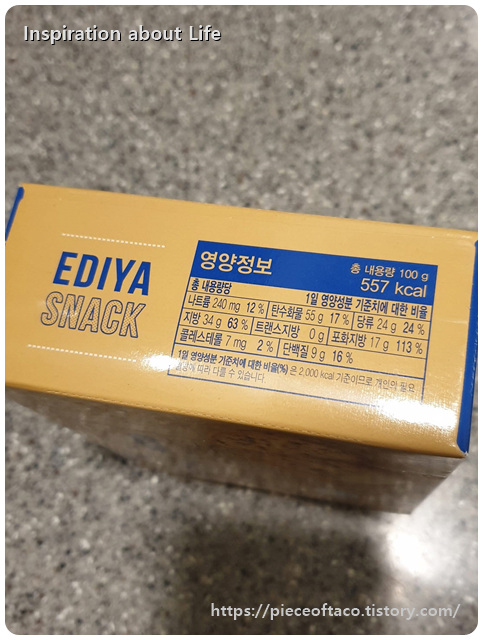 Inspiration about Life
EDIYA
SNACK
영양정보
총 내용량 100 g
557 kcal
총 내용량당
1일 영양성분 기준치에 대한 비율
나트륨 240 mg 12 % 탄수화물 55 g 17 % 당류 24 g 24 %
지방 34 g 63 % 트랜스지방 0 g 포화지방 17 g 113 %
콜레스테롤 7 mg 2 % 단백질 9 g 16 %
1일 영양성분 기준치에 대한 비율(%)은 2,000 kcal 기준이므로 개인의 필요
열량에 따라 다를 수 있습니다
https://pieceoftaco.tistory.com/